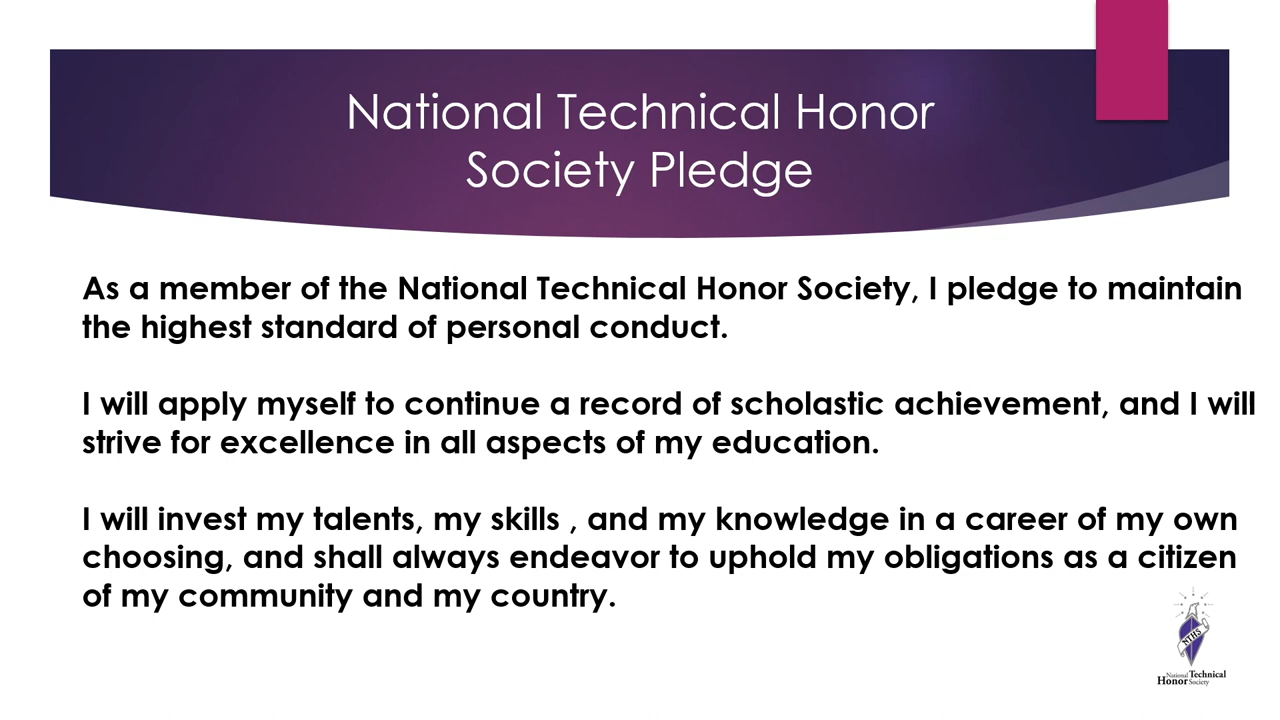 National Technical Honor
Society Pledge
As a member of the National Technical Honor Society, I pledge to maintain
the highest standard of personal conduct.
I will apply myself to continue a record of scholastic achievement, and I will
strive for excellence in all aspects of my education.
I will invest my talents, my skills , and my knowledge in a career of my own
choosing, and shall always endeavor to uphold my obligations as a citizen
of my community and my country.
NTHS
National Technical
Honor Society